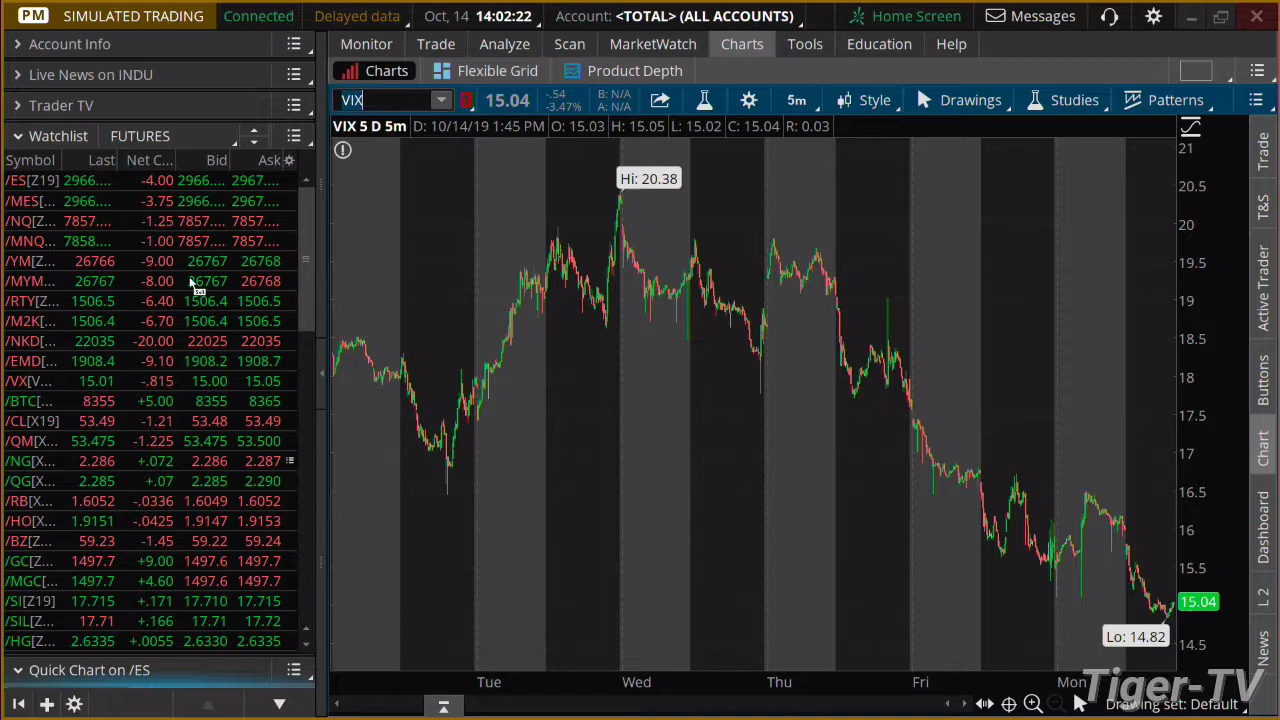 PM SIMULATED TRADING Connected Delayed data Oct, 14 14:02:22 Account: <TOTAL> (ALL ACCOUNTS) Home Screen Messages
Account Info
Live News on INDU
Trader TV
Watchlist FUTURES
Symbol Last Net C... Bid Ask
/ES[Z19] 2966.... -4.00 2966.... 2967....
/MES[... 2966.... -3.75 2966.... 2967....
/NQ[Z... 7857.... -1.25 7857.... 7857....
/MNQ... 7858.... -1.00 7857.... 7857....
/YM[Z... 26766 -9.00 26767 26768
/MYM... 26767 -8.00 26767 26768
/RTY[Z... 1506.5 -6.40 1506.4 1506.5
/M2K[... 1506.4 -6.70 1506.4 1506.5
/NKD[... 22035 -20.00 22025 22035
/EMD[... 1908.4 -9.10 1908.2 1908.7
/VX[V... 15.01 -.815 15.00 15.05
/BTC[... 8355 +5.00 8355 8365
/CL[X19] 53.49 -1.21 53.48 53.49
/QM[X... 53.475 -1.225 53.475 53.500
/NG[X... 2.286 +.072 2.286 2.287
/QG[X... 2.285 +.07 2.285 2.290
/RB[X... 1.6052 -.0336 1.6049 1.6052
/HO[X... 1.9151 -.0425 1.9147 1.9153
/BZ[Z... 59.23 -1.45 59.22 59.24
/GC[Z... 1497.7 +9.00 1497.6 1497.7
/MGC[... 1497.7 +4.60 1497.6 1497.7
/SI[Z19] 17.715 +.171 17.710 17.715
/SIL[Z... 17.71 +.166 17.71 17.72
/HG[Z... 2.6335 +.0055 2.6330 2.6335
Quick Chart on /ES
Monitor Trade Analyze Scan MarketWatch Charts Tools Education Help
Charts Flexible Grid Product Depth
VIX 15.04 -.54 -3.47% B: N/A A: N/A 5m Style Drawings Studies Patterns
VIX 5 D 5m D: 10/14/19 1:45 PM O: 15.03 H: 15.05 L: 15.02 C: 15.04 R: 0.03
Hi: 20.38
21
20.5
20
19.5
19
18.5
18
17.5
17
16.5
16
15.5
15.04
Lo: 14.82
14.5
Tue Wed Thu Fri Mon
Drawing set: Default
Trade
T&S
Active Trader
Buttons
Chart
Dashboard
L 2
News
Tiger-TV